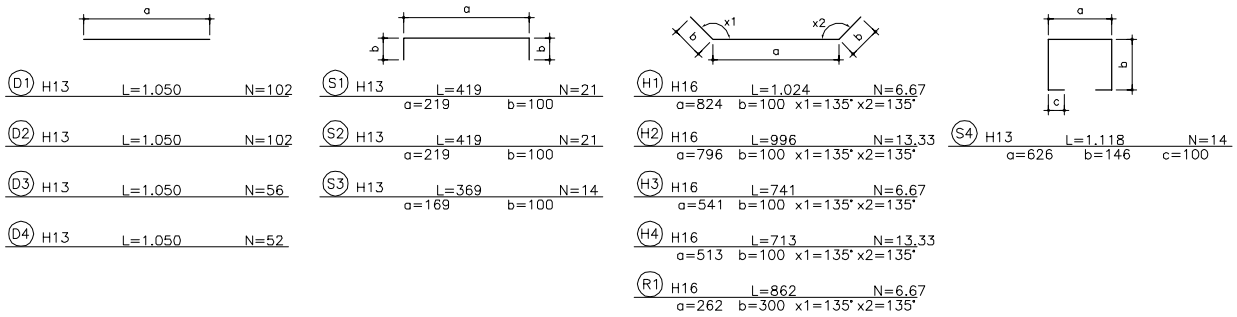 a
b b
D1 H13 L=1.050 N=102
D2 H13 L=1.050 N=102
D3 H13 L=1.050 N=56
D4 H13 L=1.050 N=52
a
S1 H13 L=419 N=21
a=219 b=100
S2 H13 L=419 N=21
a=219 b=100
S3 H13 L=369 N=14
a=169 b=100
x1 x2
b b
a
H1 H16 L=1.024 N=6.67
a=824 b=100 x1=135° x2=135°
H2 H16 L=996 N=13.33
a=796 b=100 x1=135° x2=135°
H3 H16 L=741 N=6.67
a=541 b=100 x1=135° x2=135°
H4 H16 L=713 N=13.33
a=513 b=100 x1=135° x2=135°
R1 H16 L=862 N=6.67
a=262 b=300 x1=135° x2=135°
a
b
c
S4 H13 L=1.118 N=14
a=626 b=146 c=100